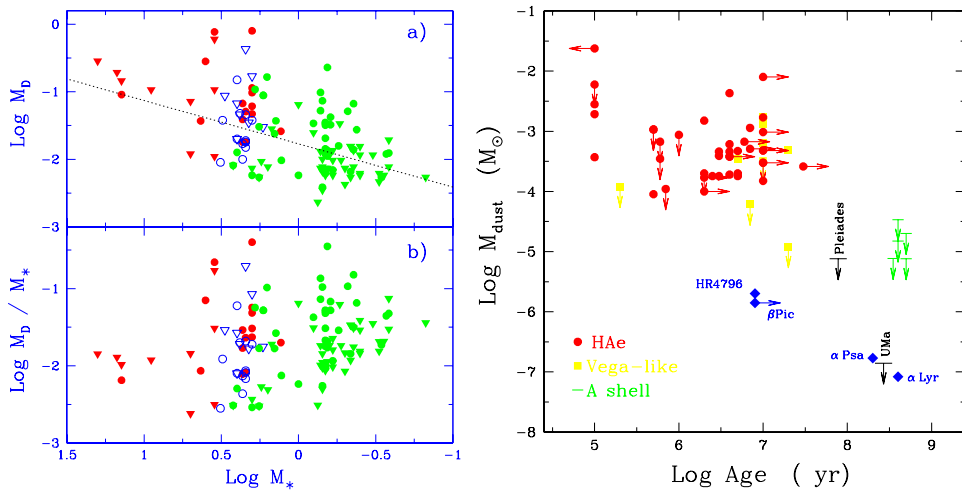 a)
0
-1
-2
-3
Log M_D
b)
0
-1
-2
-3
Log M_D / M_*
1.5 1 0.5 0 -0.5 -1
Log M_*
-1
-2
-3
-4
-5
-6
-7
-8
Log M_dust (M_☉)
Pleiades
HR4796
βPic
UMa
α Psa
α Lyr
HAe
Vega-like
A shell
5 6 7 8 9
Log Age ( yr)